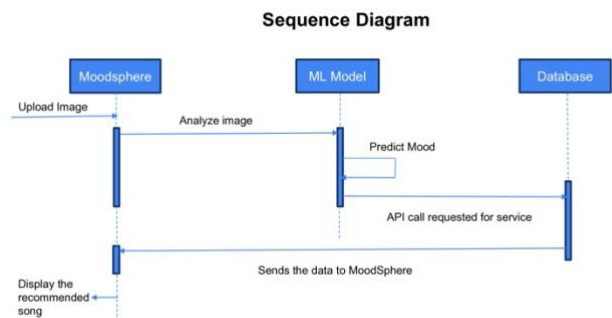 Sequence Diagram
Moodsphere
ML Model
Database
Upload Image
Analyze image
Predict Mood
API call requested for service
Sends the data to MoodSphere
Display the
recommended
song